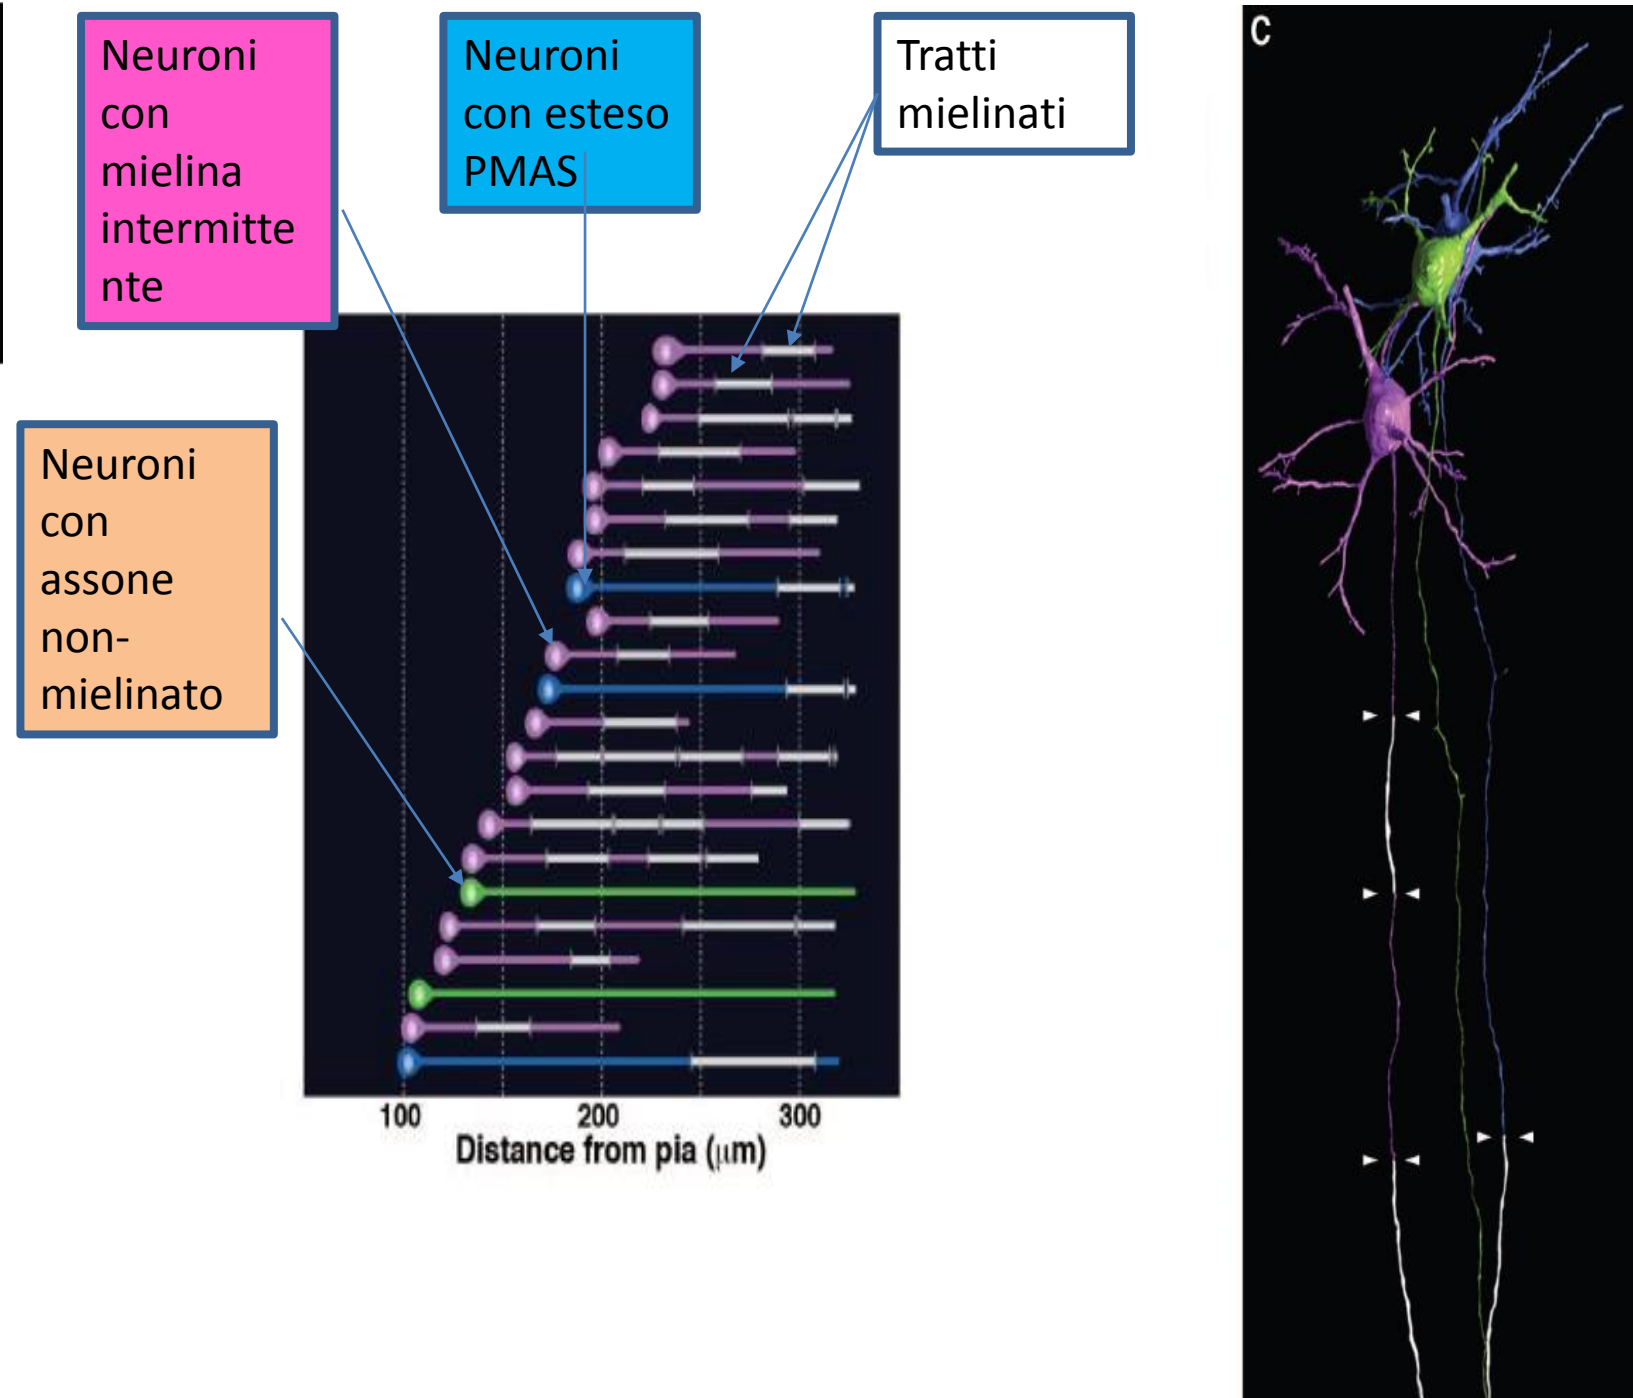 Neuroni
con
mielina
intermitte
nte
Neuroni
con esteso
PMAS
Tratti
mielinati
C
Neuroni
con
assone
non-
mielinato
100 200 300
Distance from pia (μm)